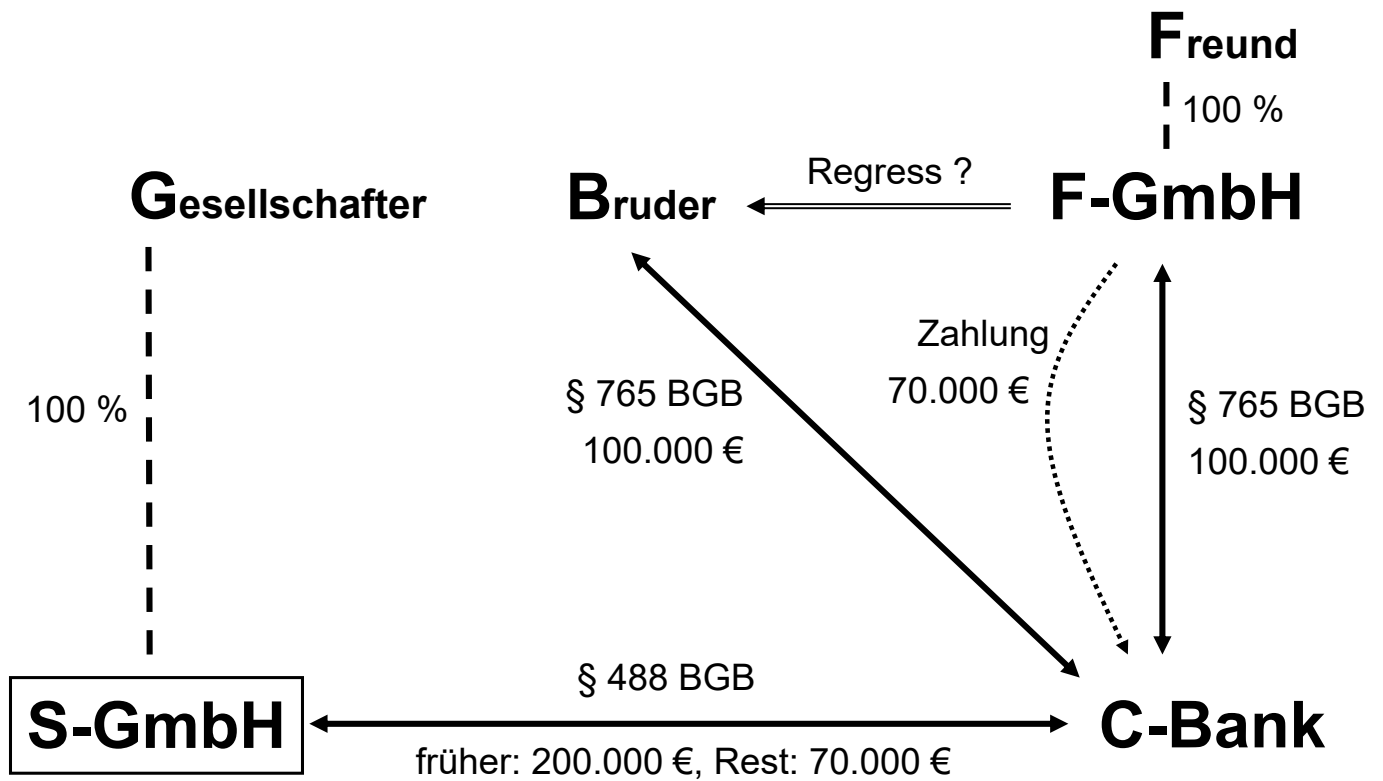 Freund
100 %
Regress ?
Gesellschafter
Bruder
F-GmbH
Zahlung
70.000 €
100 %
§ 765 BGB
100.000 €
§ 765 BGB
100.000 €
§ 488 BGB
S-GmbH
C-Bank
früher: 200.000 €, Rest: 70.000 €